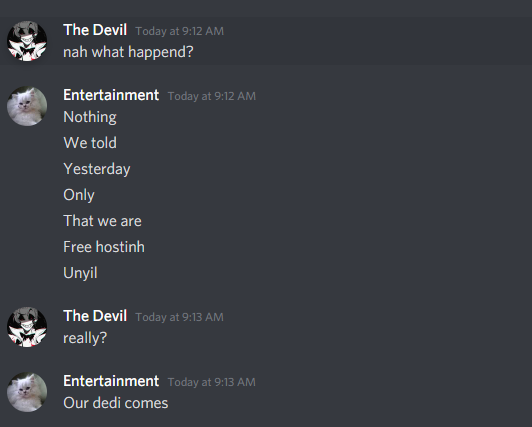 The Devil Today at 9:12 AM
nah what happend?
Entertainment Today at 9:12 AM
Nothing
We told
Yesterday
Only
That we are
Free hostinh
Unyil
The Devil Today at 9:13 AM
really?
Entertainment Today at 9:13 AM
Our dedi comes